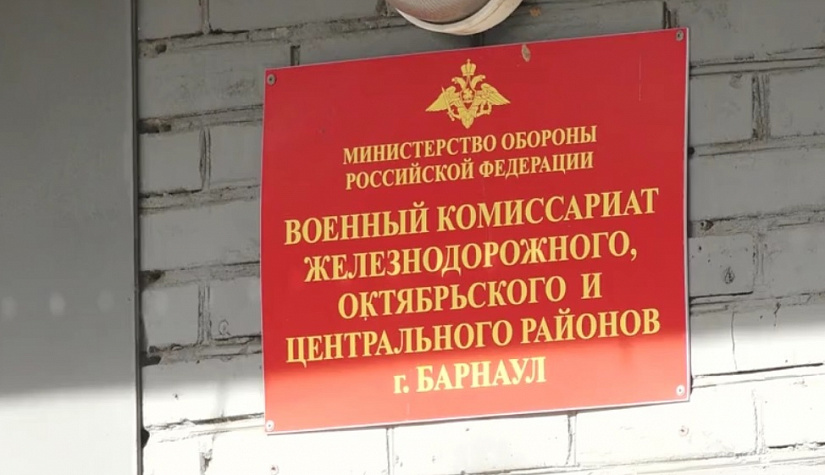 МИНИСТЕРСТВО ОБОРОНЫ
РОССИЙСКОЙ ФЕДЕРАЦИИ
ВОЕННЫЙ КОМИССАРИАТ
ЖЕЛЕЗНОДОРОЖНОГО,
ОКТЯБРЬСКОГО И
ЦЕНТРАЛЬНОГО РАЙОНОВ
г. БАРНАУЛ